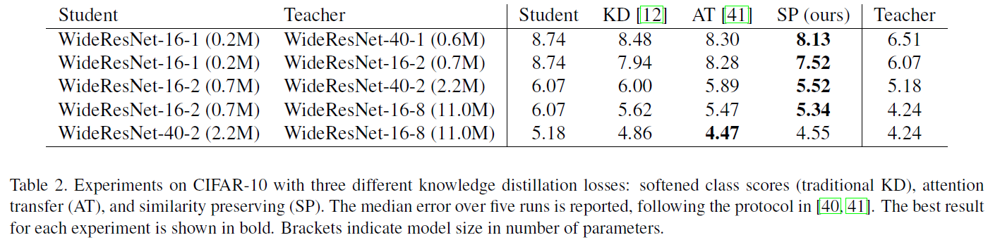 Student Teacher Student KD [12] AT [41] SP (ours) Teacher
WideResNet-16-1 (0.2M) WideResNet-40-1 (0.6M) 8.74 8.48 8.30 8.13 6.51
WideResNet-16-1 (0.2M) WideResNet-16-2 (0.7M) 8.74 7.94 8.28 7.52 6.07
WideResNet-16-2 (0.7M) WideResNet-40-2 (2.2M) 6.07 6.00 5.89 5.52 5.18
WideResNet-16-2 (0.7M) WideResNet-16-8 (11.0M) 6.07 5.62 5.47 5.34 4.24
WideResNet-40-2 (2.2M) WideResNet-16-8 (11.0M) 5.18 4.86 4.47 4.55 4.24
Table 2. Experiments on CIFAR-10 with three different knowledge distillation losses: softened class scores (traditional KD), attention
transfer (AT), and similarity preserving (SP). The median error over five runs is reported, following the protocol in [40, 41]. The best result
for each experiment is shown in bold. Brackets indicate model size in number of parameters.